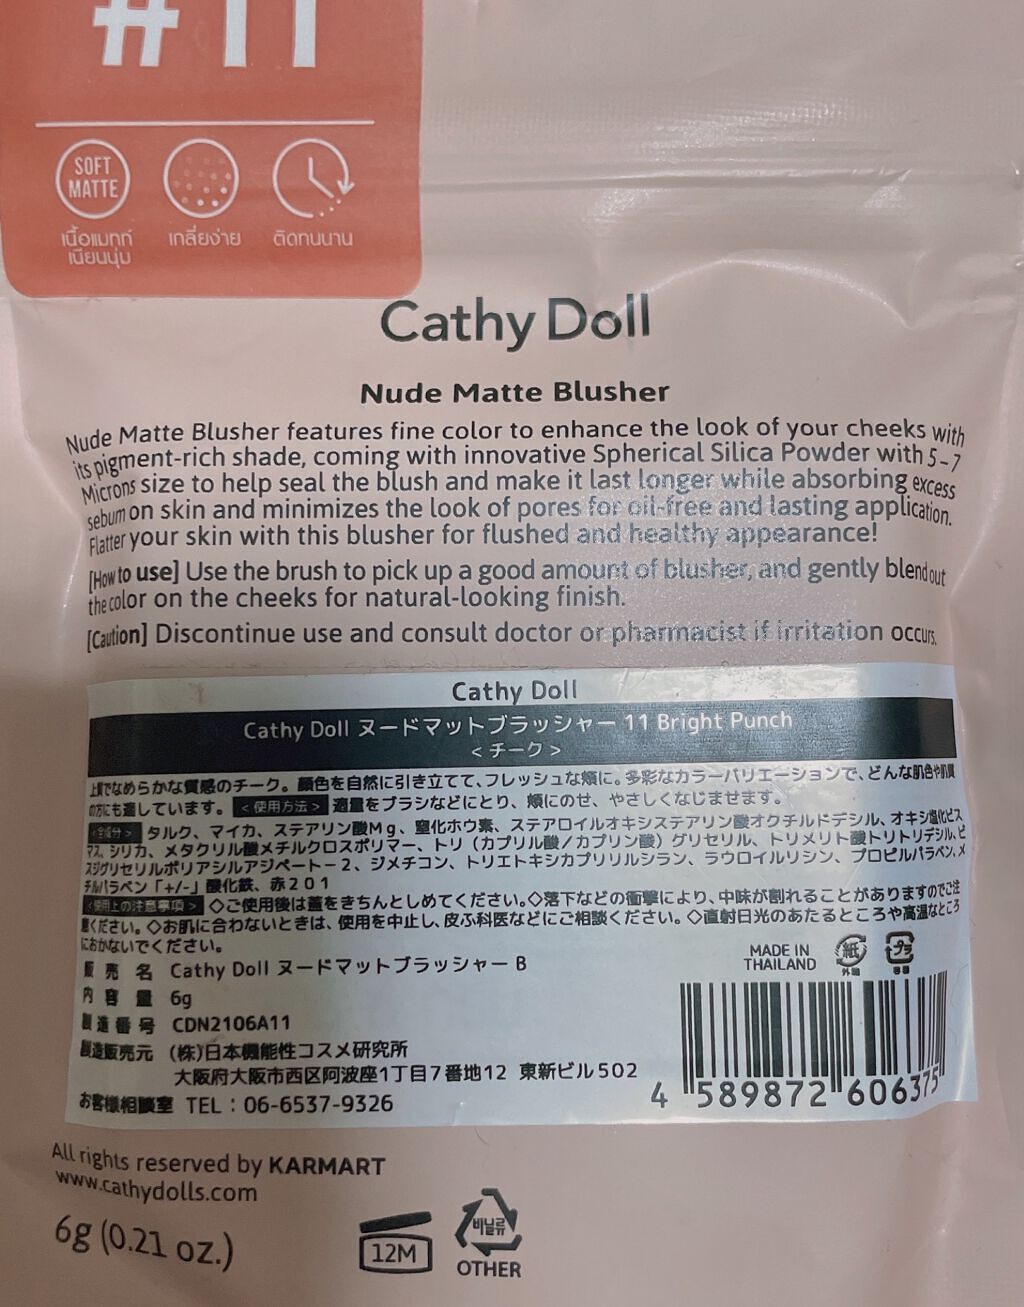 #11
SOFT
MATTE
เนื้อแมทท์
เนียนนุ่ม
เกลี่ยง่าย
ติดทนนาน
Cathy Doll
Nude Matte Blusher
Nude Matte Blusher features fine color to enhance the look of your cheeks with
its pigment-rich shade, coming with innovative Spherical Silica Powder with 5-7
Microns size to help seal the blush and make it last longer while absorbing excess
sebum on skin and minimizes the look of pores for oil-free and lasting application.
Flatter your skin with this blusher for flushed and healthy appearance!
[How to use] Use the brush to pick up a good amount of blusher, and gently blend out
the color on the cheeks for natural-looking finish.
[Caution] Discontinue use and consult doctor or pharmacist if irritation occurs.
Cathy Doll
Cathy Doll ヌードマットブラッシャー 11 Bright Punch
<チーク>
上質でなめらかな質感のチーク。顔色を自然に引き立てて、フレッシュな頬に。多彩なカラーバリエーションで、どんな肌色や肌質
の方にも適しています。<使用方法> 適量をブラシなどにとり、頬にのせ、やさしくなじませます。
<全成分> タルク、マイカ、ステアリン酸Mg、窒化ホウ素、ステアロイルオキシステアリン酸オクチルドデシル、オキシ塩化ビス
マス、シリカ、メタクリル酸メチルクロスポリマー、トリ(カプリル酸/カプリン酸)グリセリル、トリメリト酸トリトリデシル、ビ
スジグリセリルポリアシルアジペート-2、ジメチコン、トリエトキシカプリリルシラン、ラウロイルリシン、プロピルパラベン、メ
チルパラベン「+/-」酸化鉄、赤201
<使用上の注意事項> ◇ご使用後は蓋をきちんとしめてください。◇落下などの衝撃により、中味が割れることがありますのでご注
意ください。◇お肌に合わないときは、使用を中止し、皮ふ科医などにご相談ください。◇直射日光のあたるところや高温なところ
におかないでください。
販売名 Cathy Doll ヌードマットブラッシャー B
内容量 6g
製造番号 CDN2106A11
製造販売元 (株)日本機能性コスメ研究所
大阪府大阪市西区阿波座1丁目7番地12 東新ビル502
お客様相談室 TEL:06-6537-9326
MADE IN
THAILAND
紙
外箱
プラ
容器
4 589872 606375
All rights reserved by KARMART
www.cathydolls.com
6g (0.21 oz.)
12M
비닐류
OTHER